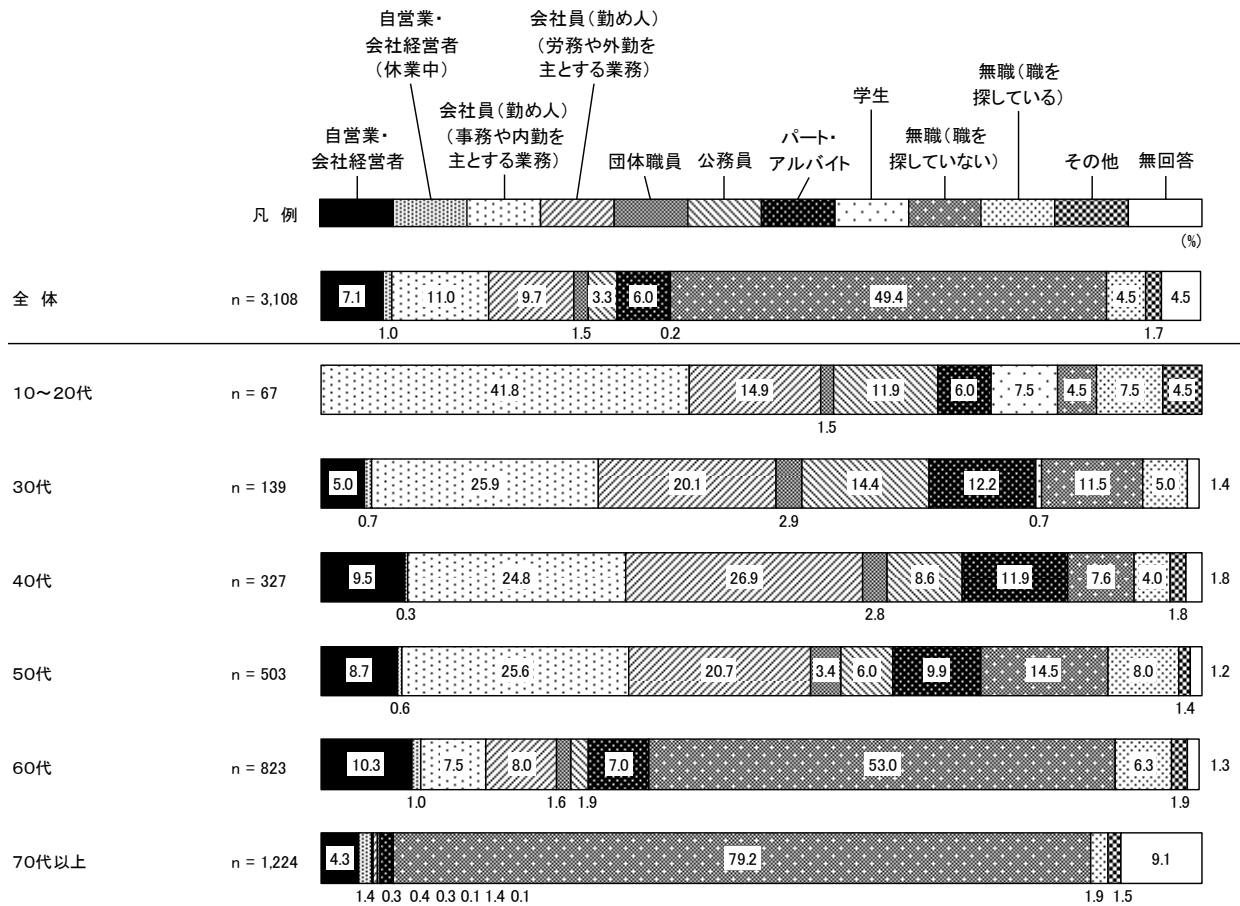 自営業・
会社経営者
(休業中)
会社員(勤め人)
(労務や外勤を
主とする業務)
無職(職を
探している)
学生
会社員(勤め人)
(事務や内勤を
主とする業務)
自営業・
会社経営者
団体職員
公務員
パート・
アルバイト
無職(職を
探していない)
その他
無回答
凡 例
(%)
全 体 n = 3,108 7.1 11.0 9.7 3.3 6.0 49.4 4.5 4.5
1.0 1.5 0.2 1.7
10~20代 n = 67 41.8 14.9 11.9 6.0 7.5 4.5 7.5 4.5
1.5
30代 n = 139 5.0 25.9 20.1 14.4 12.2 11.5 5.0 1.4
0.7 2.9 0.7
40代 n = 327 9.5 24.8 26.9 8.6 11.9 7.6 4.0 1.8
0.3 2.8 1.8
50代 n = 503 8.7 25.6 20.7 3.4 6.0 9.9 14.5 8.0 1.2
0.6 1.4
60代 n = 823 10.3 7.5 8.0 7.0 53.0 6.3 1.3
1.0 1.6 1.9 1.9
70代以上 n = 1,224 4.3 79.2 9.1
1.4 0.3 0.4 0.3 0.1 1.4 0.1 1.9 1.5